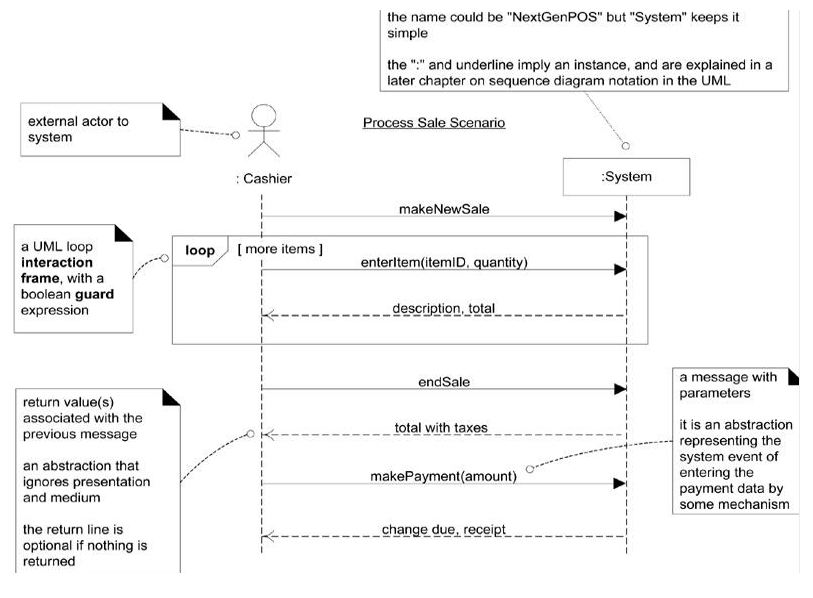 the name could be "NextGenPOS" but "System" keeps it
simple
the ":" and underline imply an instance, and are explained in a
later chapter on sequence diagram notation in the UML
external actor to
system
Process Sale Scenario
: Cashier
:System
makeNewSale
a UML loop
interaction
frame, with a
boolean guard
expression
loop
[ more items ]
enterItem(itemID, quantity)
description, total
endSale
return value(s)
associated with the
previous message
an abstraction that
ignores presentation
and medium
the return line is
optional if nothing is
returned
total with taxes
makePayment(amount)
change due, receipt
a message with
parameters
it is an abstraction
representing the
system event of
entering the
payment data by
some mechanism